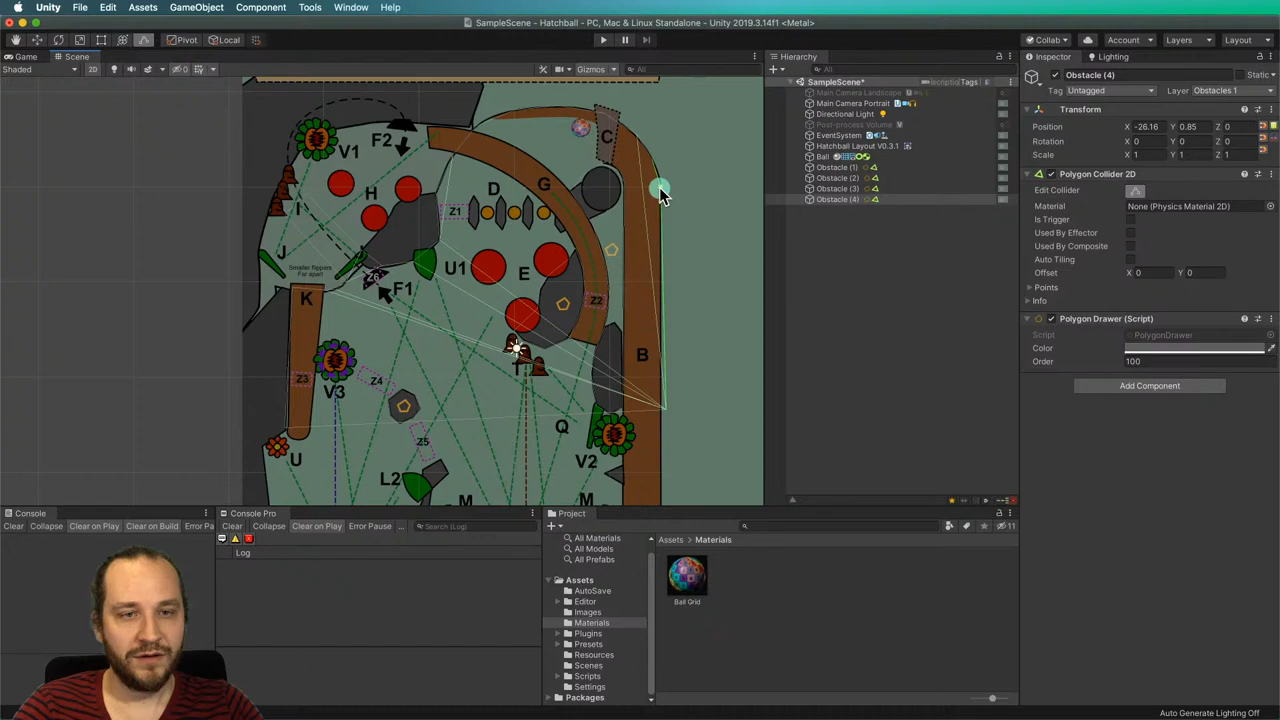 Unity File Edit Assets GameObject Component Tools Window Help
SampleScene - Hatchball - PC, Mac & Linux Standalone - Unity 2019.3.14f1 <Metal>
Pivot Local Collab Account Layers Layout
Game Scene
Shaded 2D 0 Gizmos All
Hierarchy
All
SampleScene* Tags
Main Camera Landscape
Main Camera Portrait
Directional Light
Post-process Volume
EventSystem
Hatchball Layout V0.3.1
Ball
Obstacle (1)
Obstacle (2)
Obstacle (3)
Obstacle (4)
Inspector Lighting
Obstacle (4) Static
Tag Untagged Layer Obstacles 1
Transform
Position X -26.16 Y 0.85 Z 0
Rotation X 0 Y 0 Z 0
Scale X 1 Y 1 Z 1
Polygon Collider 2D
Edit Collider
Material None (Physics Material 2D)
Is Trigger
Used By Effector
Used By Composite
Auto Tiling
Offset X 0 Y 0
Points
Info
Polygon Drawer (Script)
Script PolygonDrawer
Color
Order 100
Add Component
C
F2
V1
H
D
G
I
Z1
J
Smaller flippers
Far apart
Z6
F1
U1
E
K
Z2
T
B
Z3
Z4
V3
Q
Z5
U
V2
L2
M
M
Console
Clear Collapse Clear on Play Clear on Build Error Pa
Console Pro
Clear Collapse Clear on Play Error Pause ... Search (Log)
Log
Project
11
All Materials
All Models
All Prefabs
Assets
AutoSave
Editor
Images
Materials
Plugins
Presets
Resources
Scenes
Scripts
Settings
Packages
Assets > Materials
Ball Grid
Auto Generate Lighting Off